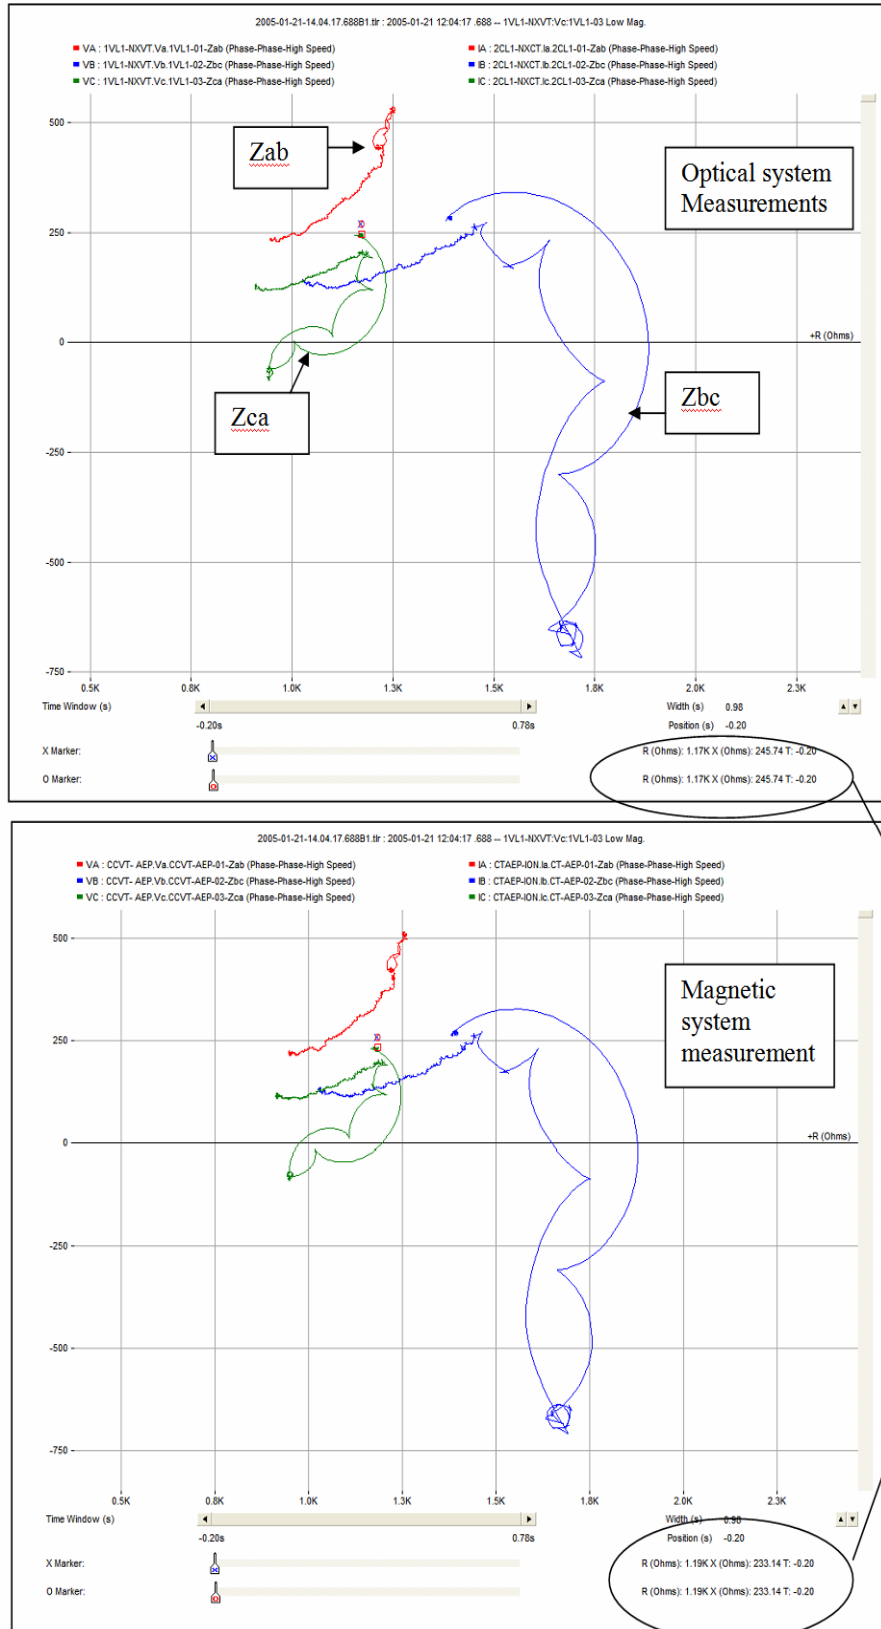 2005-01-21-14.04.17.688B1.tlr : 2005-01-21 12:04:17 .688 -- 1VL1-NXVT:Vc:1VL1-03 Low Mag.
VA : 1VL1-NXVT.Va.1VL1-01-Zab (Phase-Phase-High Speed)
IA : 2CL1-NXCT.Ia.2CL1-01-Zab (Phase-Phase-High Speed)
VB : 1VL1-NXVT.Vb.1VL1-02-Zbc (Phase-Phase-High Speed)
IB : 2CL1-NXCT.Ib.2CL1-02-Zbc (Phase-Phase-High Speed)
VC : 1VL1-NXVT.Vc.1VL1-03-Zca (Phase-Phase-High Speed)
IC : 2CL1-NXCT.Ic.2CL1-03-Zca (Phase-Phase-High Speed)
500
Zab
Optical system
Measurements
250
0
+R (Ohms)
Zca
Zbc
-250
-500
-750
0.5K 0.8K 1.0K 1.3K 1.5K 1.8K 2.0K 2.3K
Time Window (s)
Width (s) 0.98
-0.20s
0.78s
Position (s) -0.20
X Marker:
R (Ohms): 1.17K X (Ohms): 245.74 T: -0.20
O Marker:
R (Ohms): 1.17K X (Ohms): 245.74 T: -0.20
2005-01-21-14.04.17.688B1.tlr : 2005-01-21 12:04:17 .688 -- 1VL1-NXVT:Vc:1VL1-03 Low Mag.
VA : CCVT- AEP.Va.CCVT-AEP-01-Zab (Phase-Phase-High Speed)
IA : CTAEP-ION.Ia.CT-AEP-01-Zab (Phase-Phase-High Speed)
VB : CCVT- AEP.Vb.CCVT-AEP-02-Zbc (Phase-Phase-High Speed)
IB : CTAEP-ION.Ib.CT-AEP-02-Zbc (Phase-Phase-High Speed)
VC : CCVT- AEP.Vc.CCVT-AEP-03-Zca (Phase-Phase-High Speed)
IC : CTAEP-ION.Ic.CT-AEP-03-Zca (Phase-Phase-High Speed)
500
Magnetic
system
measurement
250
0
+R (Ohms)
-250
-500
-750
0.5K 0.8K 1.0K 1.3K 1.5K 1.8K 2.0K 2.3K
Time Window (s)
Width (s) 0.98
-0.20s
0.78s
Position (s) -0.20
X Marker:
R (Ohms): 1.19K X (Ohms): 233.14 T: -0.20
O Marker:
R (Ohms): 1.19K X (Ohms): 233.14 T: -0.20